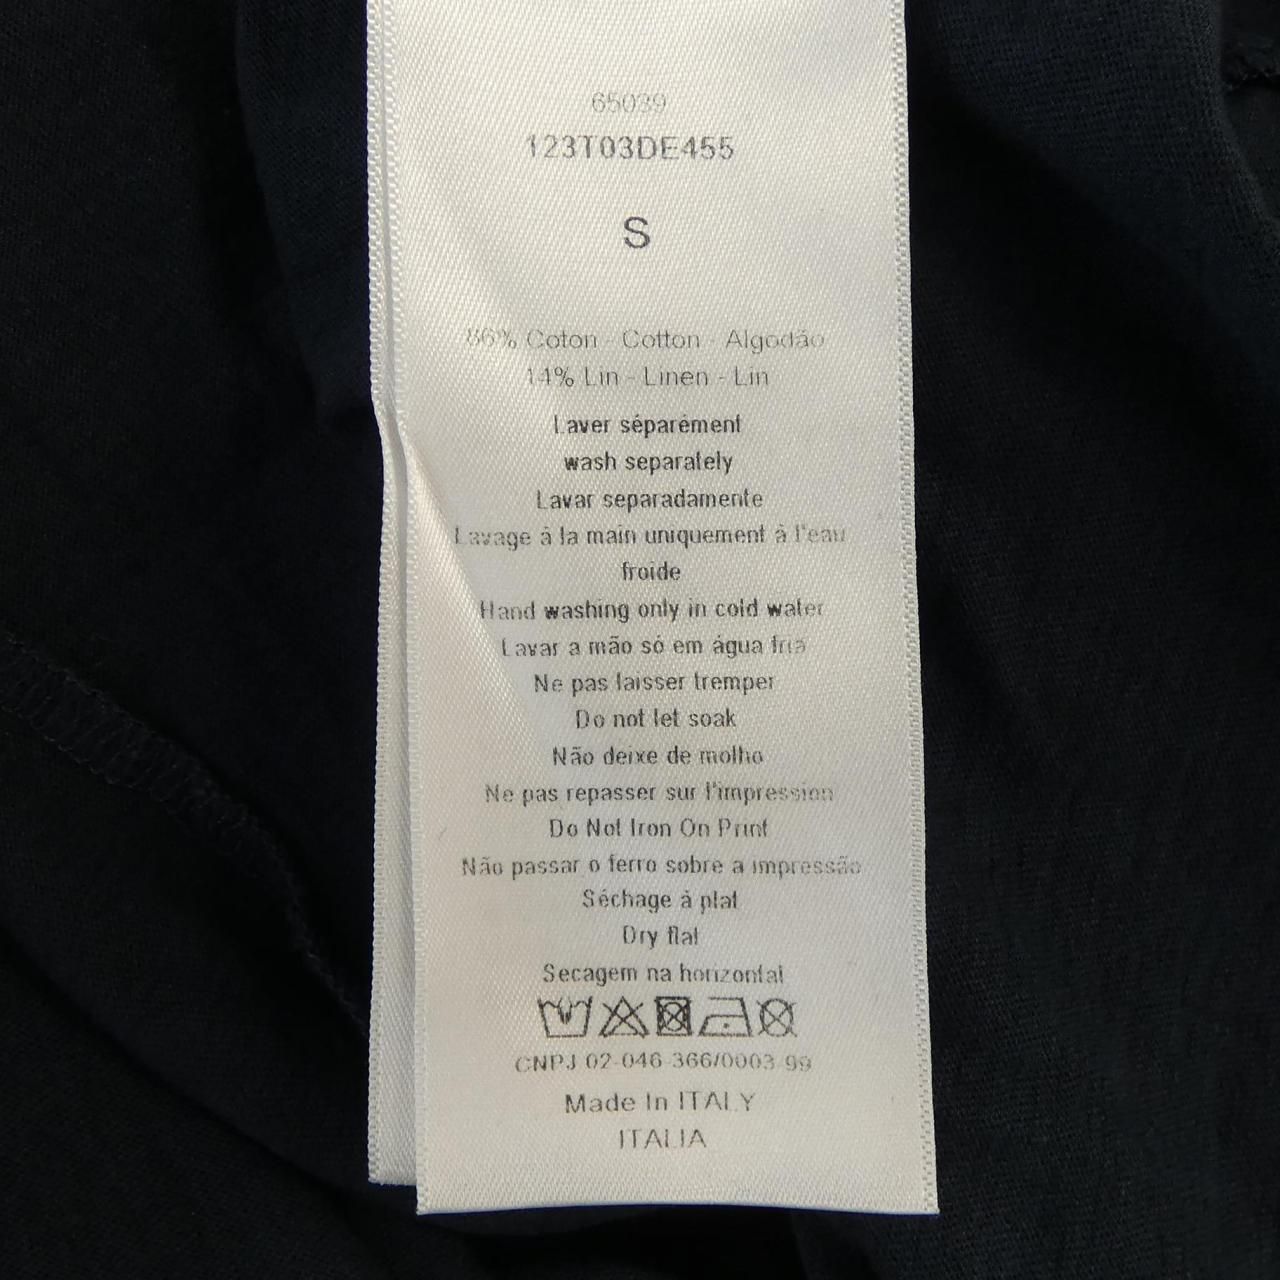 65039
123T03DE455
S
86% Coton - Cotton - Algodão
14% Lin - Linen - Lin
Laver séparément
wash separately
Lavar separadamente
Lavage à la main uniquement à l'eau
froide
Hand washing only in cold water
Lavar a mão só em água fria
Ne pas laisser tremper
Do not let soak
Não deixe de molho
Ne pas repasser sur l'impression
Do Not Iron On Print
Não passar o ferro sobre a impressão
Séchage à plat
Dry flat
Secagem na horizontal
CNPJ 02-046-366/0003-99
Made In ITALY
ITALIA